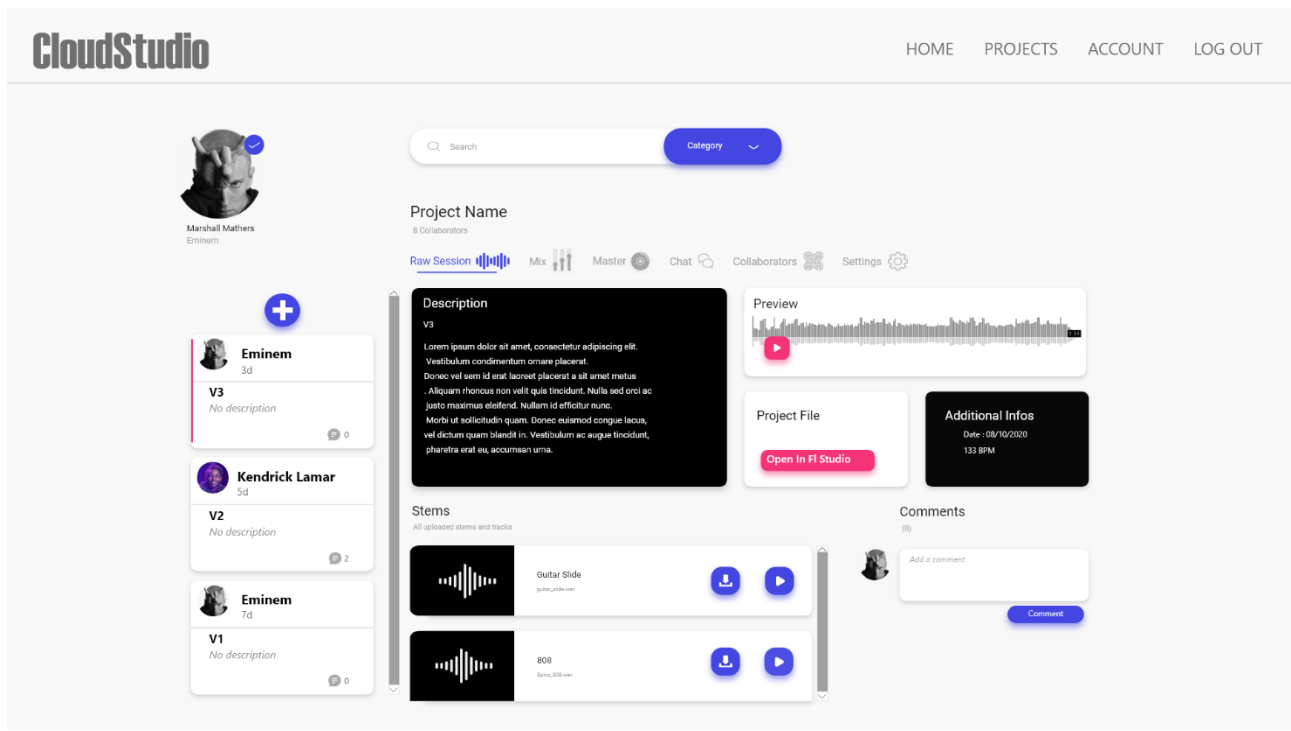 CloudStudio
HOME PROJECTS ACCOUNT LOG OUT
Marshall Mathers
Eminem
Search
Category
Project Name
8 Collaborators
Raw Session
Mix
Master
Chat
Collaborators
Settings
Eminem
3d
V3
No description
0
Kendrick Lamar
5d
V2
No description
2
Eminem
7d
V1
No description
0
Description
V3
Lorem ipsum dolor sit amet, consectetur adipiscing elit.
Vestibulum condimentum ornare placerat.
Donec vel sem id erat laoreet placerat a sit amet metus
. Aliquam rhoncus non velit quis tincidunt. Nulla sed orci ac
justo maximus eleifend. Nullam id efficitur nunc.
Morbi ut sollicitudin quam. Donec euismod congue lacus,
vel dictum quam blandit in. Vestibulum ac augue tincidunt,
pharetra erat eu, accumsan urna.
Preview
Project File
Open In Fl Studio
Additional Infos
Date : 08/10/2020
133 BPM
Stems
All uploaded stems and tracks
Guitar Slide
guitar_slide.wav
808
Comments
(0)
Add a comment
Comment